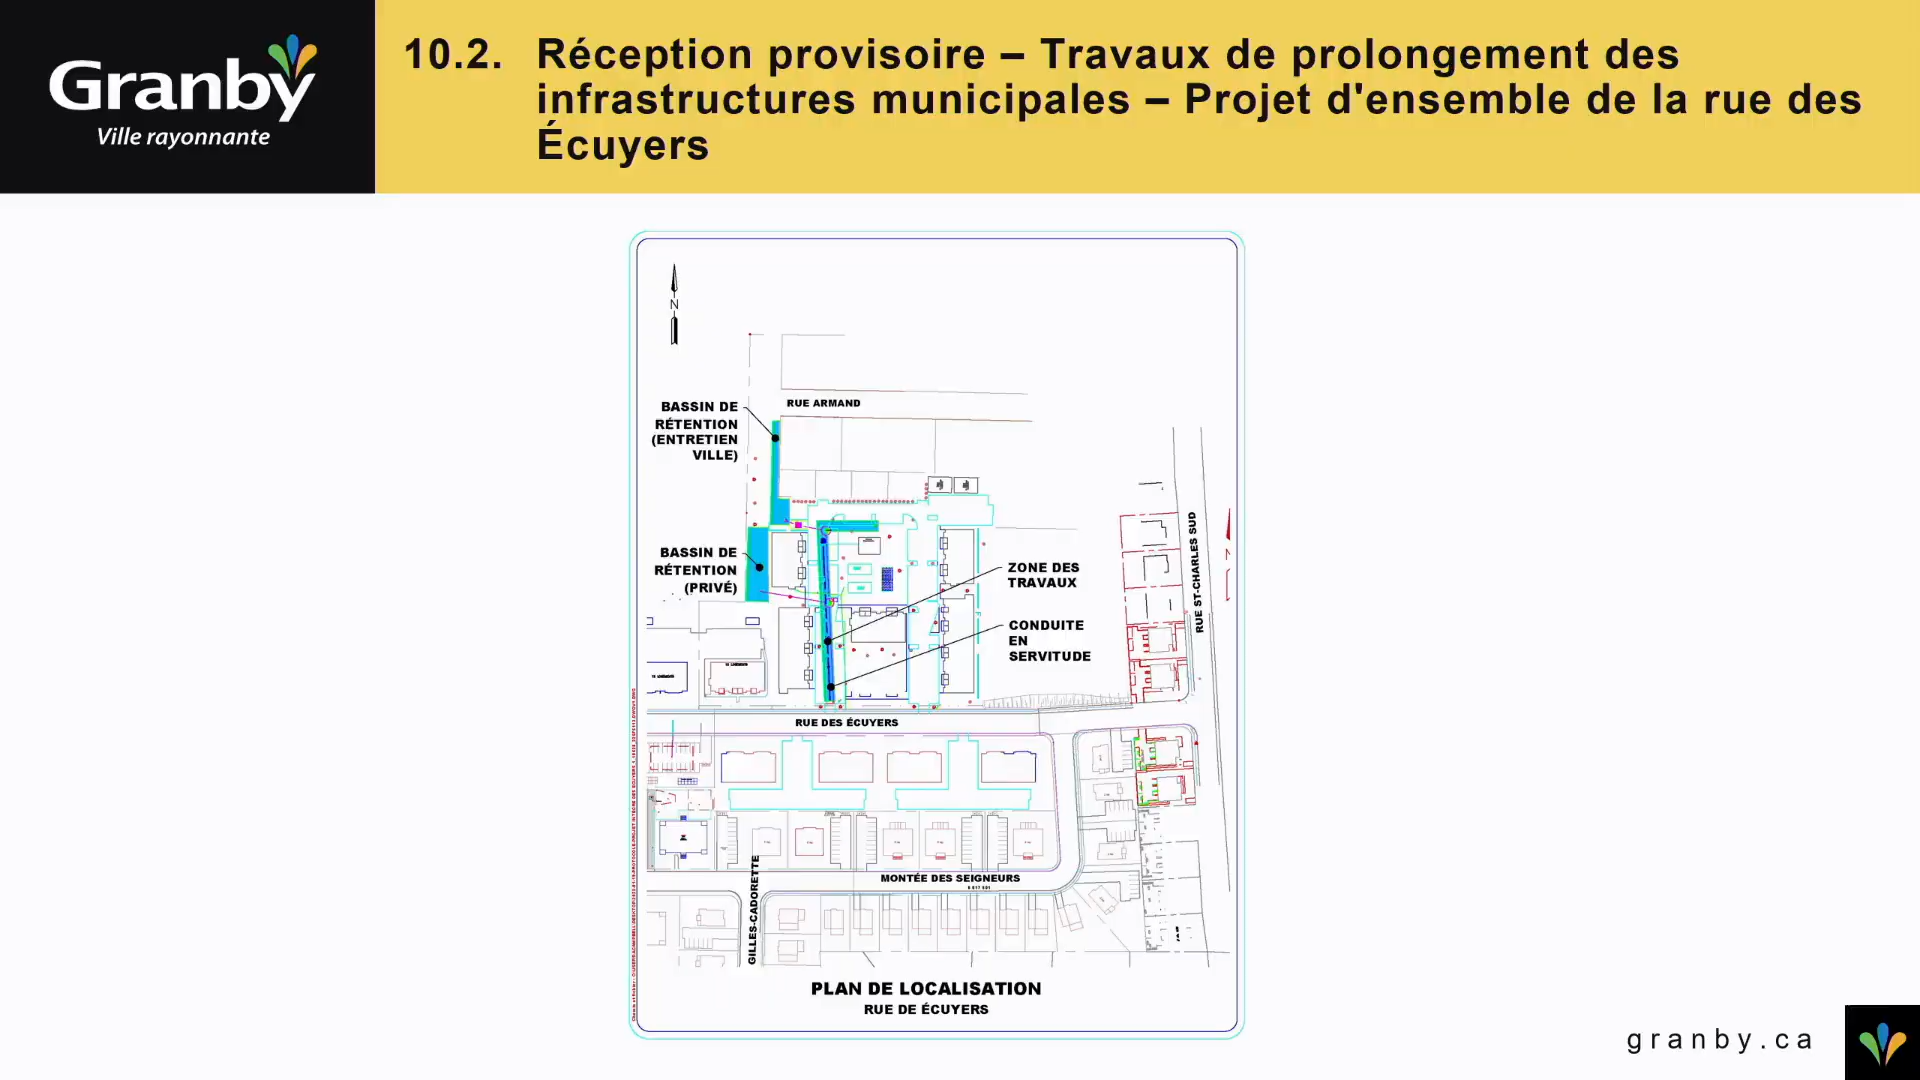 Granby
Ville rayonnante
10.2. Réception provisoire – Travaux de prolongement des
infrastructures municipales – Projet d'ensemble de la rue des
Écuyers
N
RUE ARMAND
BASSIN DE
RÉTENTION
(ENTRETIEN
VILLE)
BASSIN DE
RÉTENTION
(PRIVÉ)
ZONE DES
TRAVAUX
CONDUITE
EN
SERVITUDE
RUE ST-CHARLES SUD
RUE DES ÉCUYERS
MONTÉE DES SEIGNEURS
GILLES-CADORETTE
PLAN DE LOCALISATION
RUE DE ÉCUYERS
granby.ca